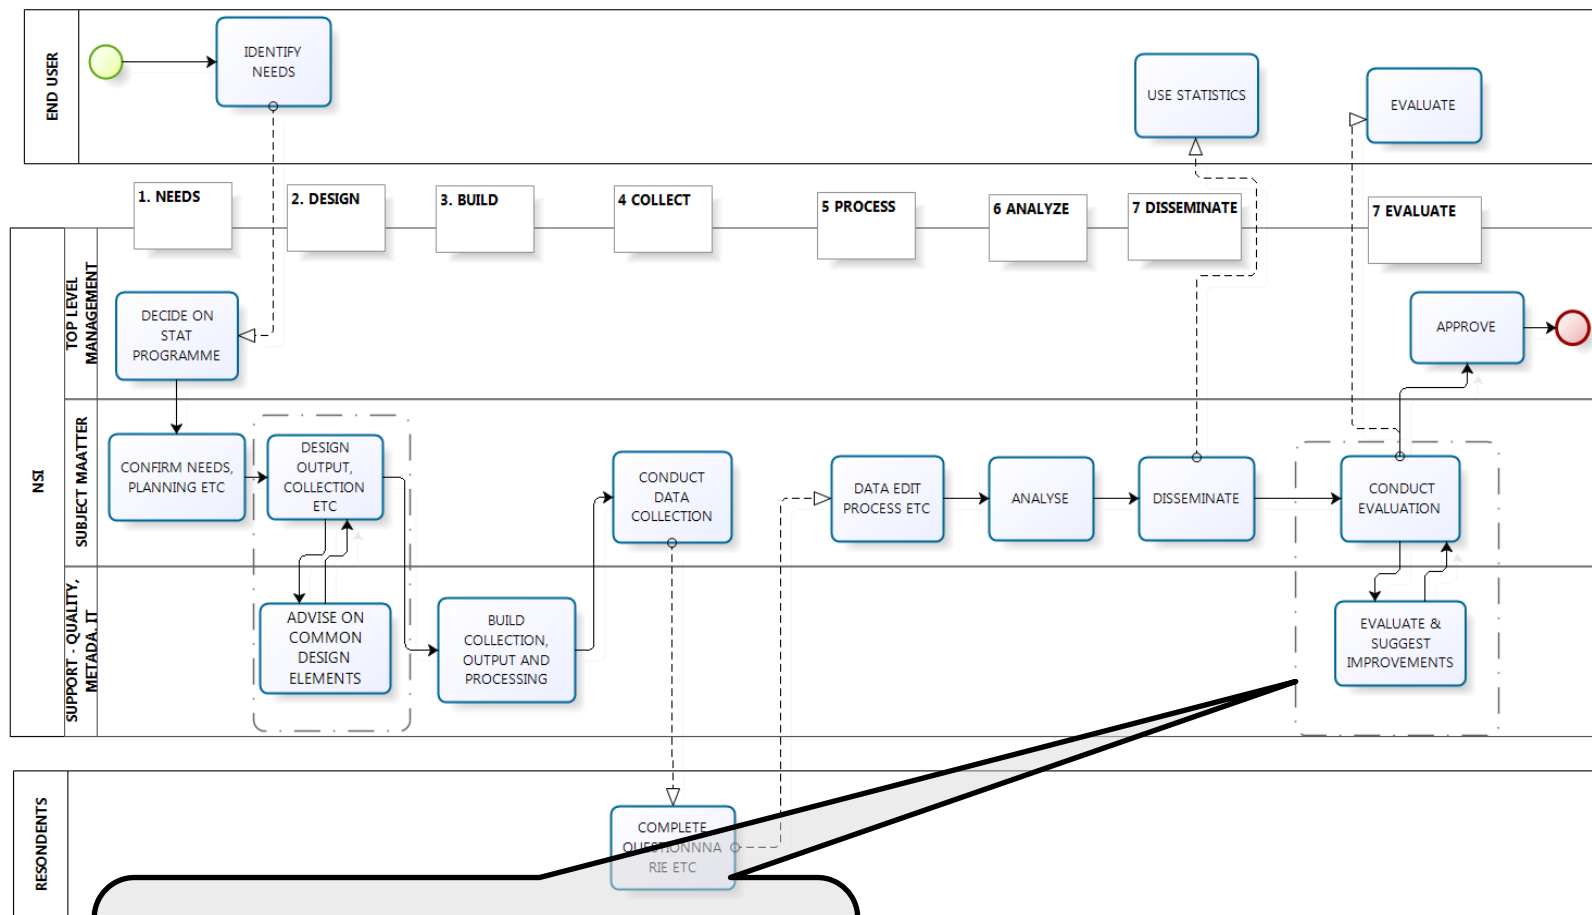 END USER
IDENTIFY
NEEDS
USE STATISTICS
EVALUATE
1. NEEDS
2. DESIGN
3. BUILD
4 COLLECT
5 PROCESS
6 ANALYZE
7 DISSEMINATE
7 EVALUATE
NSI
TOP LEVEL
MANAGEMENT
DECIDE ON
STAT
PROGRAMME
APPROVE
SUBJECT MAATTER
CONFIRM NEEDS,
PLANNING ETC
DESIGN
OUTPUT,
COLLECTION
ETC
CONDUCT
DATA
COLLECTION
DATA EDIT
PROCESS ETC
ANALYSE
DISSEMINATE
CONDUCT
EVALUATION
SUPPORT - QUALITY,
METADA, IT
ADVISE ON
COMMON
DESIGN
ELEMENTS
BUILD
COLLECTION,
OUTPUT AND
PROCESSING
EVALUATE &
SUGGEST
IMPROVEMENTS
RESONDENTS
COMPLETE
QUESTIONNNA
RIE ETC